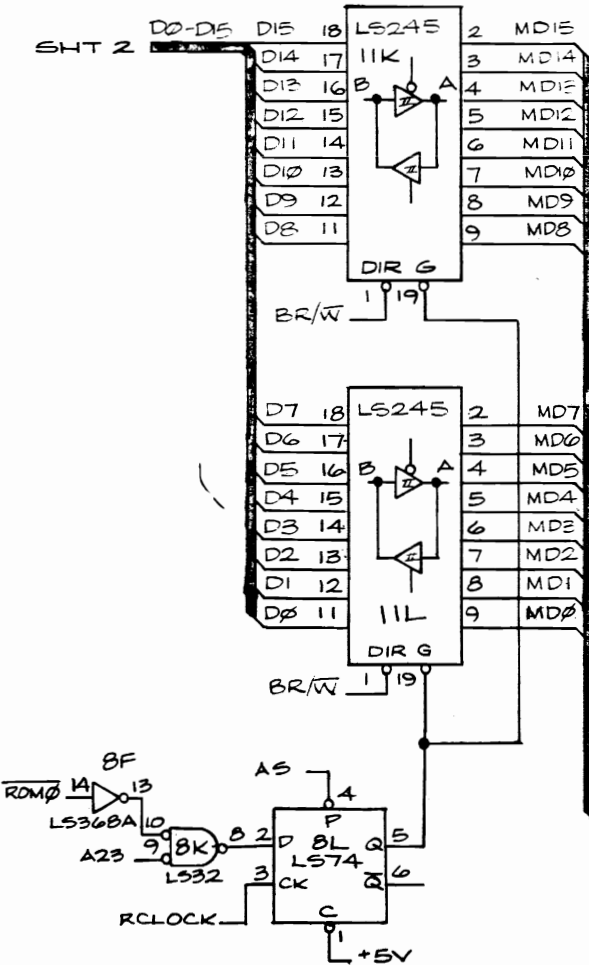 SHT 2 DØ-D15 D15 18 LS245 2 MD15
D14 17 11K 3 MD14
D13 16 B A 4 MD13
D12 15 5 MD12
D11 14 6 MD11
D1Ø 13 7 MD1Ø
D9 12 8 MD9
D8 11 9 MD8
DIR G
1 19
BR/W̅
D7 18 LS245 2 MD7
D6 17 3 MD6
D5 16 B A 4 MD5
D4 15 5 MD4
D3 14 6 MD3
D2 13 7 MD2
D1 12 8 MD1
DØ 11 11L 9 MDØ
DIR G
1 19
BR/W̅
8F
R̅O̅M̅Ø̅ 14 13
LS368A
A5 4
10 9 8K 8
A23 LS32
P
2 D 8L Q 5
LS74
3 CK Q̅ 6
RCLOCK
C
1
+5V